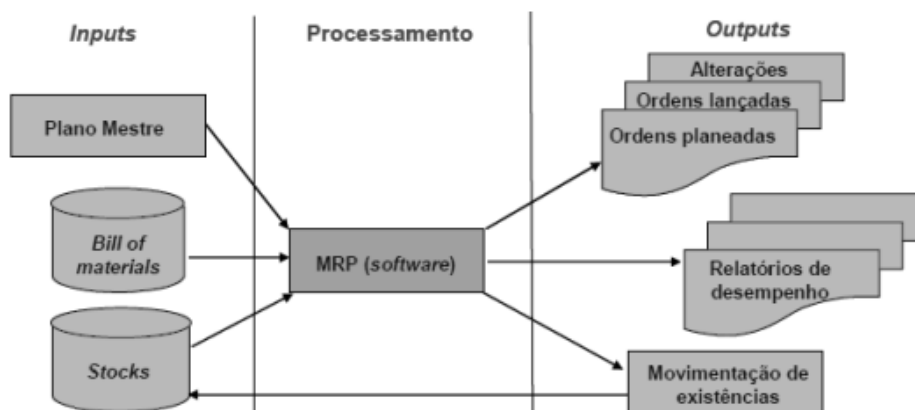 Inputs
Processamento
Outputs
Plano Mestre
Bill of
materials
Stocks
MRP (software)
Alterações
Ordens lançadas
Ordens planeadas
Relatórios de
desempenho
Movimentação de
existências